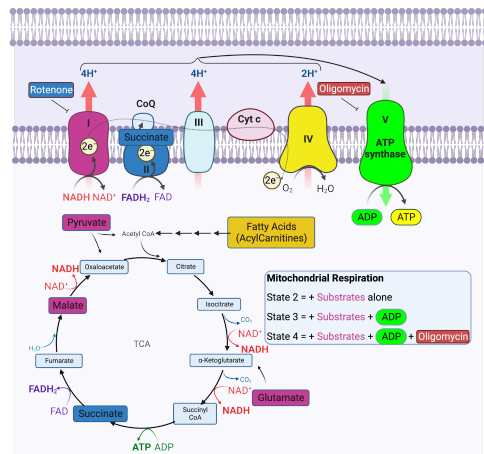 4H⁺
4H⁺
2H⁺
Rotenone
Oligomycin
CoQ
I
Succinate
2e⁻
2e⁻
II
III
Cyt c
IV
V
ATP
synthase
NADH NAD⁺
FADH₂ FAD
2e⁻
O₂
H₂O
ADP
ATP
Pyruvate
Acetyl CoA
Fatty Acids
(AcylCarnitines)
NADH
Oxaloacetate
Citrate
NAD⁺
Malate
Isocitrate
Mitochondrial Respiration
State 2 = + Substrates alone
State 3 = + Substrates + ADP
State 4 = + Substrates + ADP + Oligomycin
CO₂
NAD⁺
NADH
H₂O
TCA
Fumarate
α-Ketoglutarate
CO₂
FADH₂
NAD⁺
Glutamate
FAD
Succinate
Succinyl
CoA
NADH
ATP ADP